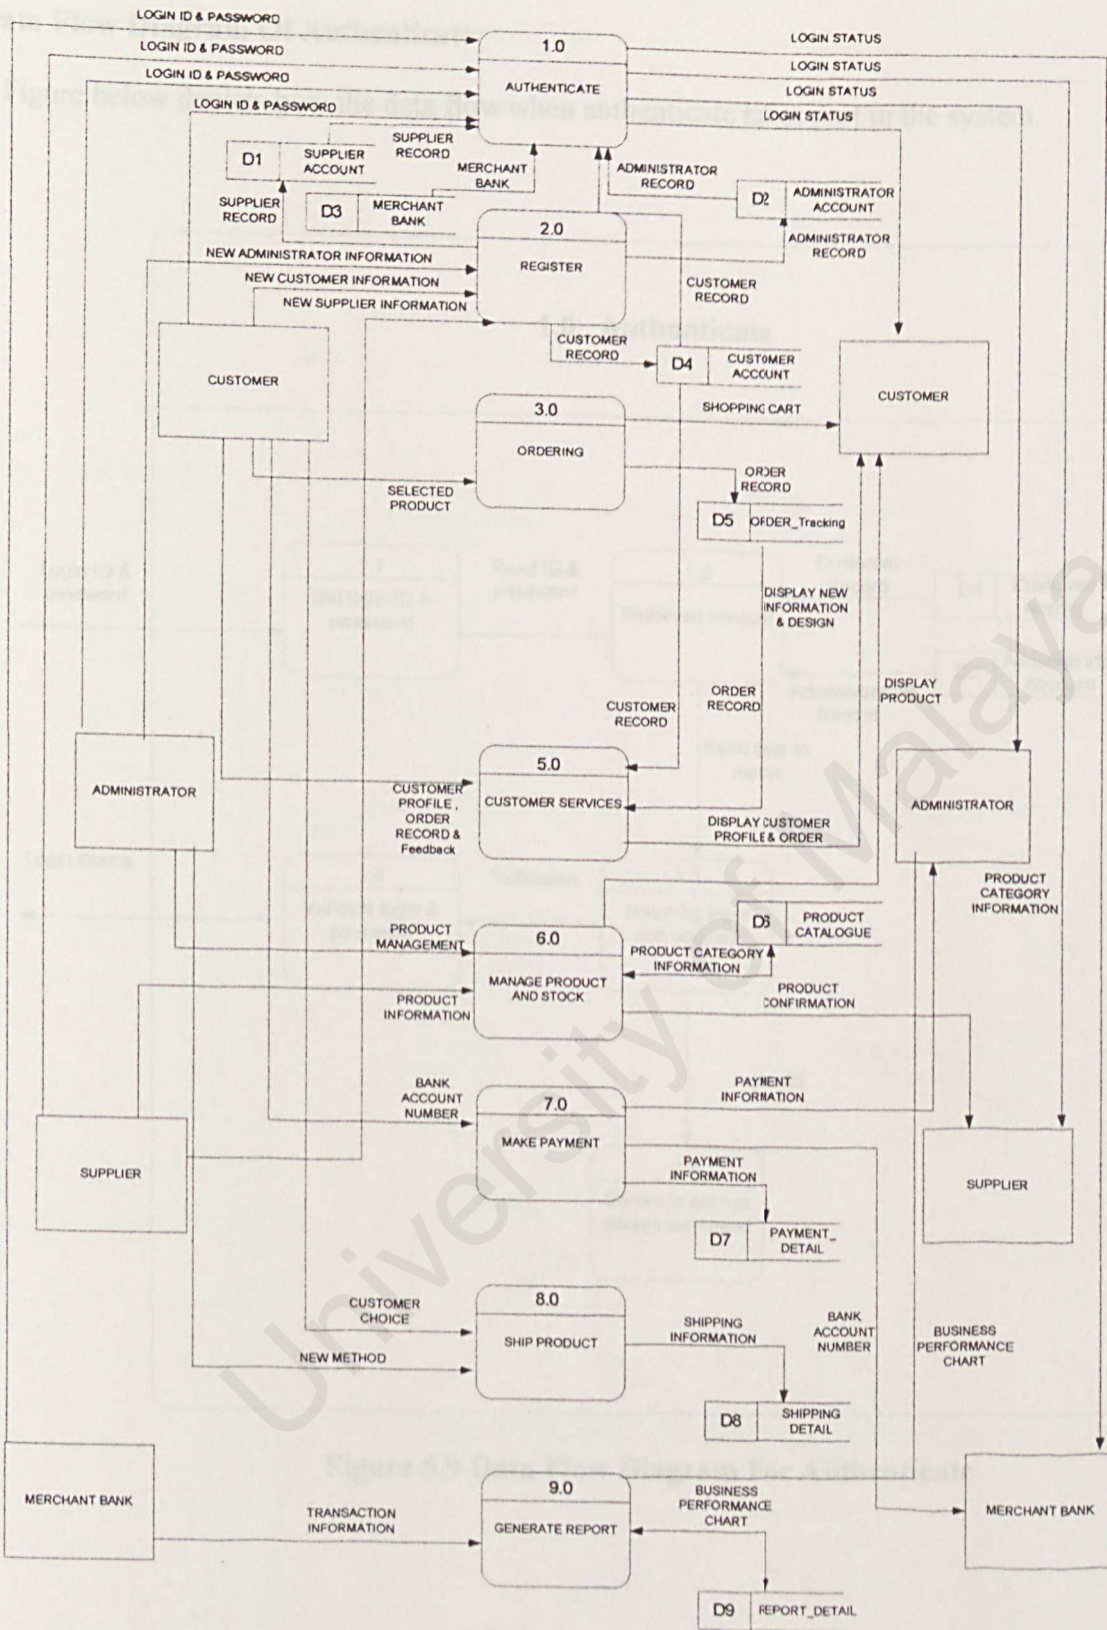 LOGIN ID & PASSWORD
LOGIN ID & PASSWORD
LOGIN ID & PASSWORD
LOGIN ID & PASSWORD
1.0
AUTHENTICATE
LOGIN STATUS
LOGIN STATUS
LOGIN STATUS
LOGIN STATUS
Figure below
the data flow when authenticate
in the system
D1
SUPPLIER
ACCOUNT
SUPPLIER
RECORD
SUPPLIER
RECORD
D3
MERCHANT
BANK
MERCHANT
BANK
ADMINISTRATOR
RECORD
D2
ADMINISTRATOR
ACCOUNT
ADMINISTRATOR
RECORD
2.0
REGISTER
NEW ADMINISTRATOR INFORMATION
NEW CUSTOMER INFORMATION
NEW SUPPLIER INFORMATION
CUSTOMER
RECORD
Authenticate
CUSTOMER
RECORD
D4
CUSTOMER
ACCOUNT
CUSTOMER
CUSTOMER
3.0
ORDERING
SHOPPING CART
SELECTED
PRODUCT
ORDER
RECORD
D5
ORDER_Tracking
DISPLAY NEW
INFORMATION
& DESIGN
DISPLAY
PRODUCT
CUSTOMER
RECORD
ORDER
RECORD
ADMINISTRATOR
5.0
CUSTOMER SERVICES
CUSTOMER
PROFILE ,
ORDER
RECORD &
Feedback
DISPLAY CUSTOMER
PROFILE & ORDER
ADMINISTRATOR
PRODUCT
CATEGORY
INFORMATION
PRODUCT
MANAGEMENT
6.0
MANAGE PRODUCT
AND STOCK
D6
PRODUCT
CATALOGUE
PRODUCT CATEGORY
INFORMATION
PRODUCT
INFORMATION
PRODUCT
CONFIRMATION
BANK
ACCOUNT
NUMBER
7.0
MAKE PAYMENT
PAYMENT
INFORMATION
PAYMENT
INFORMATION
D7
PAYMENT_
DETAIL
SUPPLIER
SUPPLIER
CUSTOMER
CHOICE
NEW METHOD
8.0
SHIP PRODUCT
SHIPPING
INFORMATION
D8
SHIPPING
DETAIL
BANK
ACCOUNT
NUMBER
BUSINESS
PERFORMANCE
CHART
Figure 5.9 Data Flow Diagram For Authenticate
MERCHANT BANK
TRANSACTION
INFORMATION
9.0
GENERATE REPORT
BUSINESS
PERFORMANCE
CHART
D9
REPORT_DETAIL
MERCHANT BANK
University of Malaya